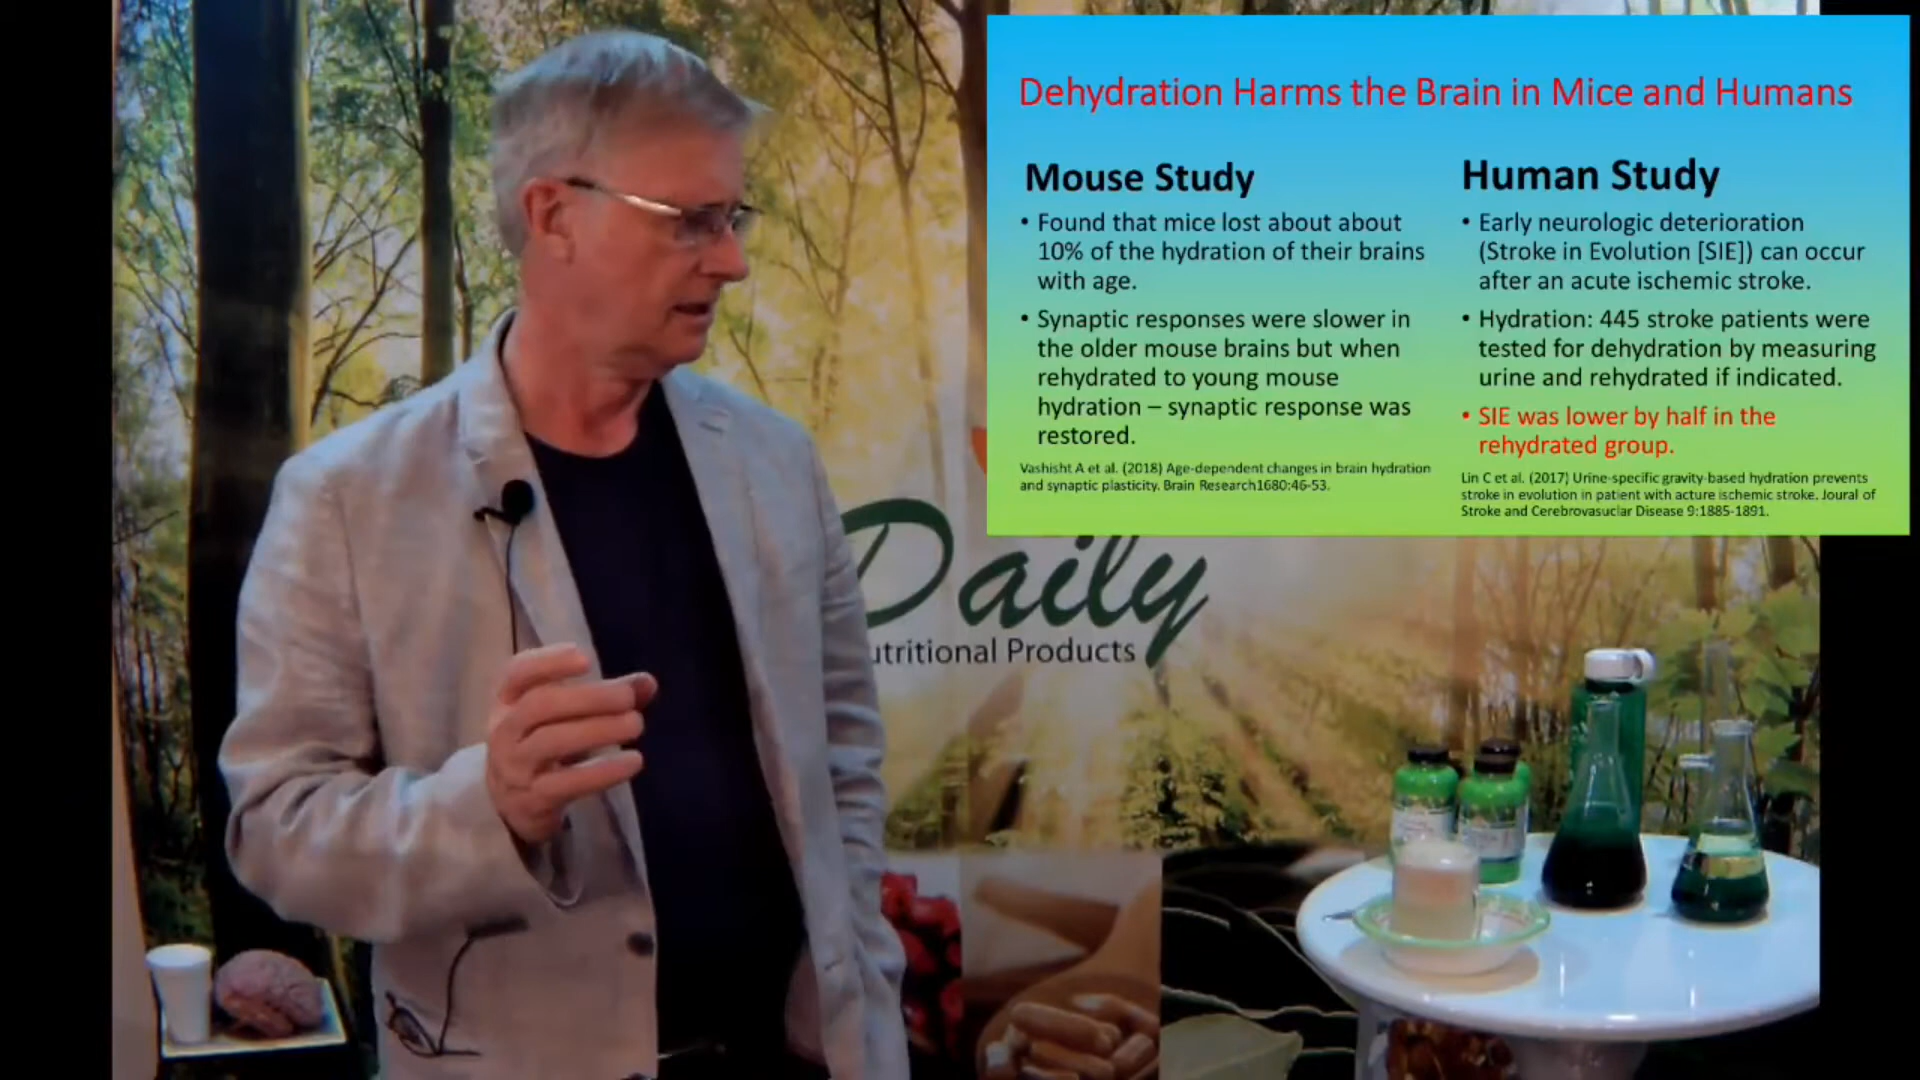 Dehydration Harms the Brain in Mice and Humans
Mouse Study
• Found that mice lost about about
10% of the hydration of their brains
with age.
• Synaptic responses were slower in
the older mouse brains but when
rehydrated to young mouse
hydration – synaptic response was
restored.
Vashisht A et al. (2018) Age-dependent changes in brain hydration
and synaptic plasticity. Brain Research1680:46-53.
Human Study
• Early neurologic deterioration
(Stroke in Evolution [SIE]) can occur
after an acute ischemic stroke.
• Hydration: 445 stroke patients were
tested for dehydration by measuring
urine and rehydrated if indicated.
• SIE was lower by half in the
rehydrated group.
Lin C et al. (2017) Urine-specific gravity-based hydration prevents
stroke in evolution in patient with acture ischemic stroke. Joural of
Stroke and Cerebrovasuclar Disease 9:1885-1891.
Daily
utritional Products